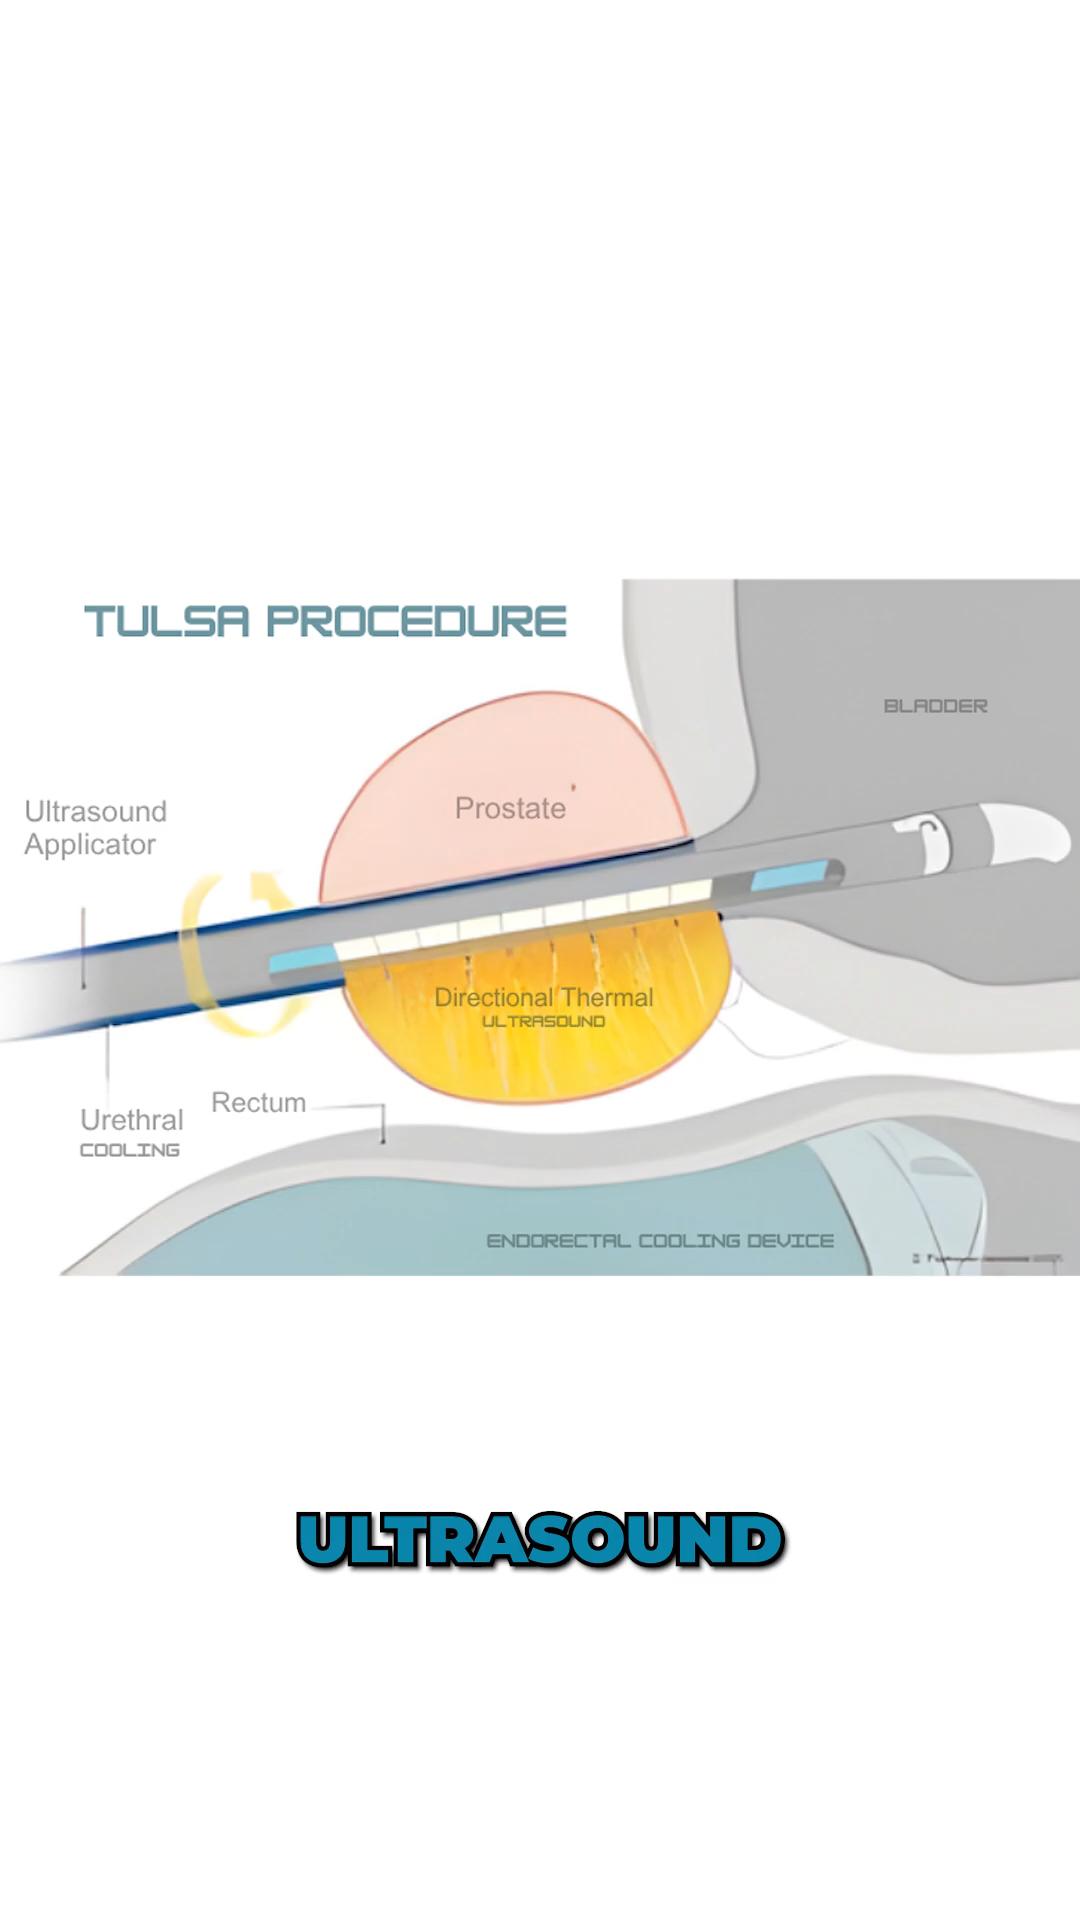 TULSA PROCEDURE
BLADDER
Ultrasound
Applicator
Prostate
Directional Thermal
ULTRASOUND
Rectum
Urethral
COOLING
ENDORECTAL COOLING DEVICE
ULTRASOUND